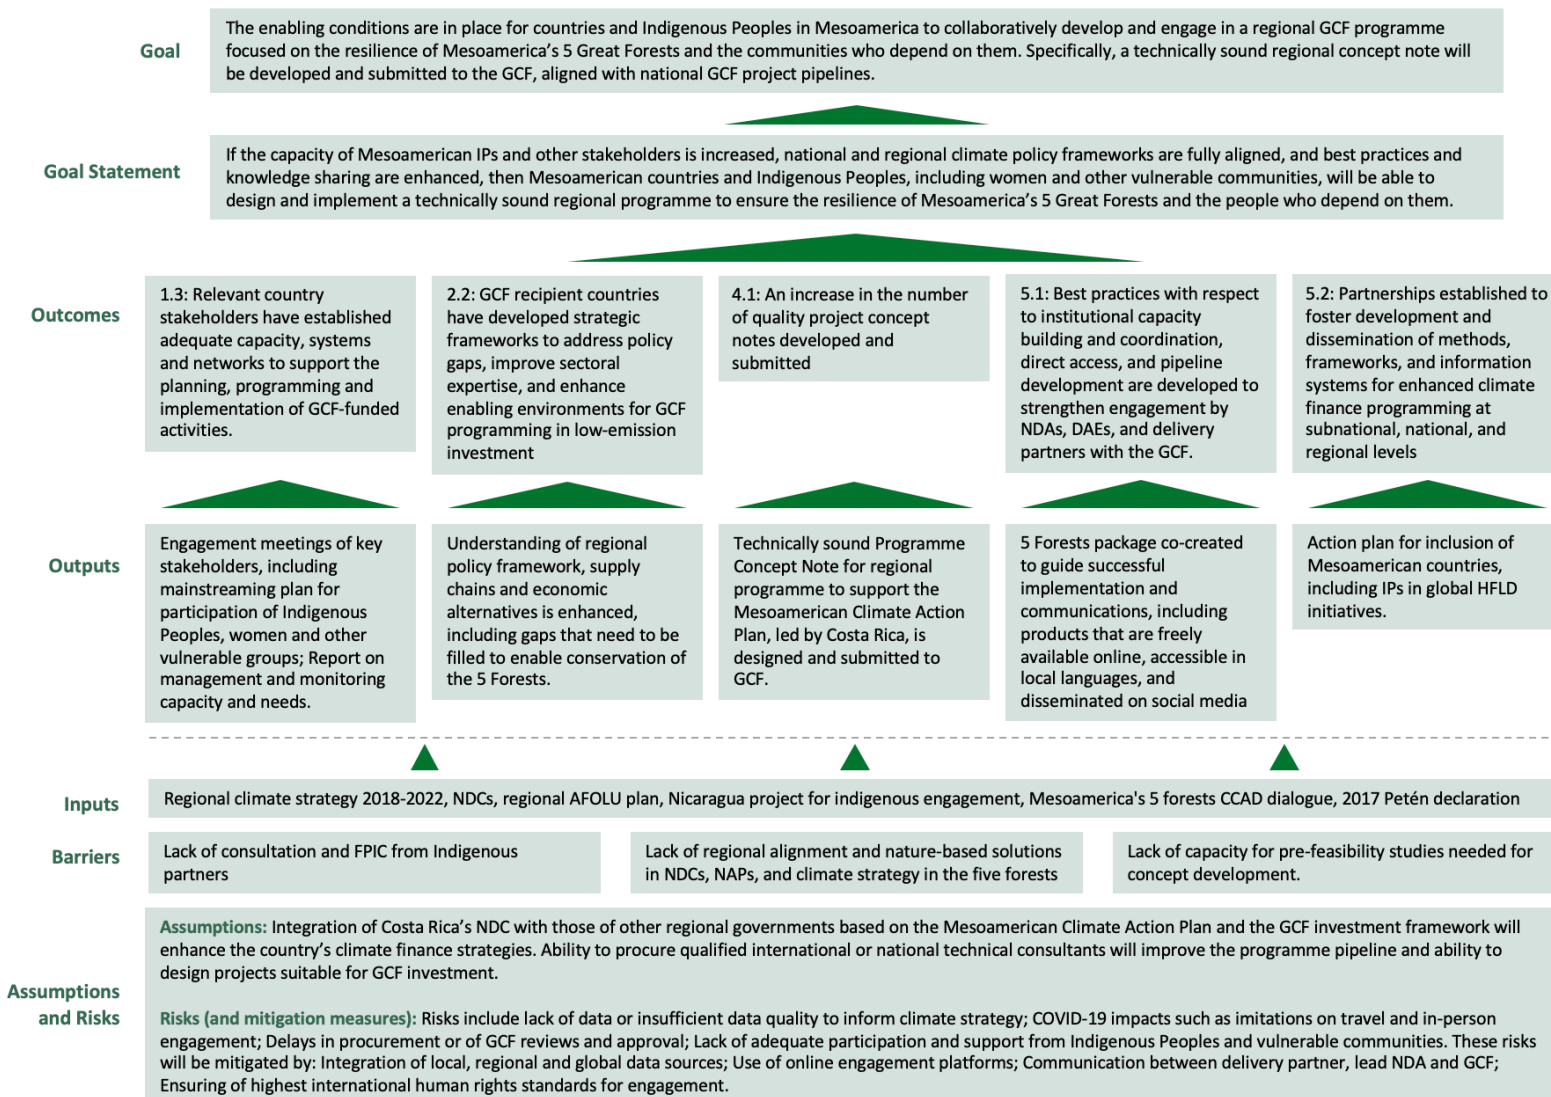 Goal
The enabling conditions are in place for countries and Indigenous Peoples in Mesoamerica to collaboratively develop and engage in a regional GCF programme
focused on the resilience of Mesoamerica's 5 Great Forests and the communities who depend on them. Specifically, a technically sound regional concept note will
be developed and submitted to the GCF, aligned with national GCF project pipelines.
Goal Statement
If the capacity of Mesoamerican IPs and other stakeholders is increased, national and regional climate policy frameworks are fully aligned, and best practices and
knowledge sharing are enhanced, then Mesoamerican countries and Indigenous Peoples, including women and other vulnerable communities, will be able to
design and implement a technically sound regional programme to ensure the resilience of Mesoamerica's 5 Great Forests and the people who depend on them.
Outcomes
1.3: Relevant country
stakeholders have established
adequate capacity, systems
and networks to support the
planning, programming and
implementation of GCF-funded
activities.
2.2: GCF recipient countries
have developed strategic
frameworks to address policy
gaps, improve sectoral
expertise, and enhance
enabling environments for GCF
programming in low-emission
investment
4.1: An increase in the number
of quality project concept
notes developed and
submitted
5.1: Best practices with respect
to institutional capacity
building and coordination,
direct access, and pipeline
development are developed to
strengthen engagement by
NDAs, DAEs, and delivery
partners with the GCF.
5.2: Partnerships established to
foster development and
dissemination of methods,
frameworks, and information
systems for enhanced climate
finance programming at
subnational, national, and
regional levels
Outputs
Engagement meetings of key
stakeholders, including
mainstreaming plan for
participation of Indigenous
Peoples, women and other
vulnerable groups; Report on
management and monitoring
capacity and needs.
Understanding of regional
policy framework, supply
chains and economic
alternatives is enhanced,
including gaps that need to be
filled to enable conservation of
the 5 Forests.
Technically sound Programme
Concept Note for regional
programme to support the
Mesoamerican Climate Action
Plan, led by Costa Rica, is
designed and submitted to
GCF.
5 Forests package co-created
to guide successful
implementation and
communications, including
products that are freely
available online, accessible in
local languages, and
disseminated on social media
Action plan for inclusion of
Mesoamerican countries,
including IPs in global HFLD
initiatives.
Inputs
Regional climate strategy 2018-2022, NDCs, regional AFOLU plan, Nicaragua project for indigenous engagement, Mesoamerica's 5 forests CCAD dialogue, 2017 Petén declaration
Barriers
Lack of consultation and FPIC from Indigenous
partners
Lack of regional alignment and nature-based solutions
in NDCs, NAPs, and climate strategy in the five forests
Lack of capacity for pre-feasibility studies needed for
concept development.
Assumptions
and Risks
Assumptions: Integration of Costa Rica's NDC with those of other regional governments based on the Mesoamerican Climate Action Plan and the GCF investment framework will
enhance the country's climate finance strategies. Ability to procure qualified international or national technical consultants will improve the programme pipeline and ability to
design projects suitable for GCF investment.
Risks (and mitigation measures): Risks include lack of data or insufficient data quality to inform climate strategy; COVID-19 impacts such as imitations on travel and in-person
engagement; Delays in procurement or of GCF reviews and approval; Lack of adequate participation and support from Indigenous Peoples and vulnerable communities. These risks
will be mitigated by: Integration of local, regional and global data sources; Use of online engagement platforms; Communication between delivery partner, lead NDA and GCF;
Ensuring of highest international human rights standards for engagement.